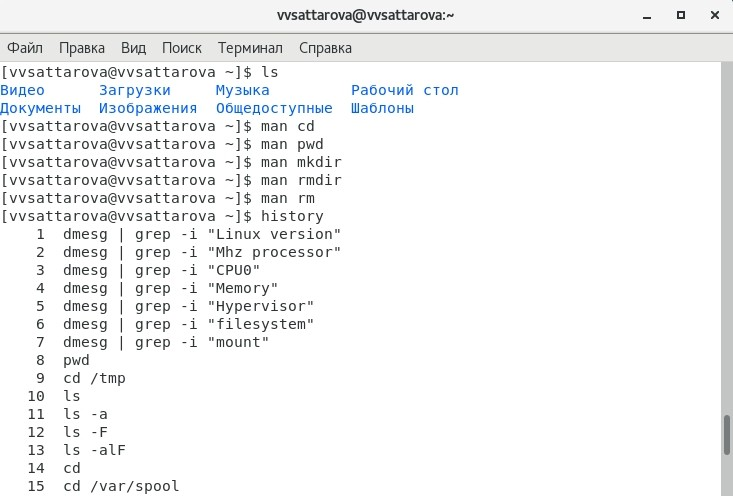 vvsattarova@vvsattarova:~
Файл Правка Вид Поиск Терминал Справка
[vvsattarova@vvsattarova ~]$ ls
Видео Загрузки Музыка Рабочий стол
Документы Изображения Общедоступные Шаблоны
[vvsattarova@vvsattarova ~]$ man cd
[vvsattarova@vvsattarova ~]$ man pwd
[vvsattarova@vvsattarova ~]$ man mkdir
[vvsattarova@vvsattarova ~]$ man rmdir
[vvsattarova@vvsattarova ~]$ man rm
[vvsattarova@vvsattarova ~]$ history
1 dmesg | grep -i "Linux version"
2 dmesg | grep -i "Mhz processor"
3 dmesg | grep -i "CPU0"
4 dmesg | grep -i "Memory"
5 dmesg | grep -i "Hypervisor"
6 dmesg | grep -i "filesystem"
7 dmesg | grep -i "mount"
8 pwd
9 cd /tmp
10 ls
11 ls -a
12 ls -F
13 ls -alF
14 cd
15 cd /var/spool